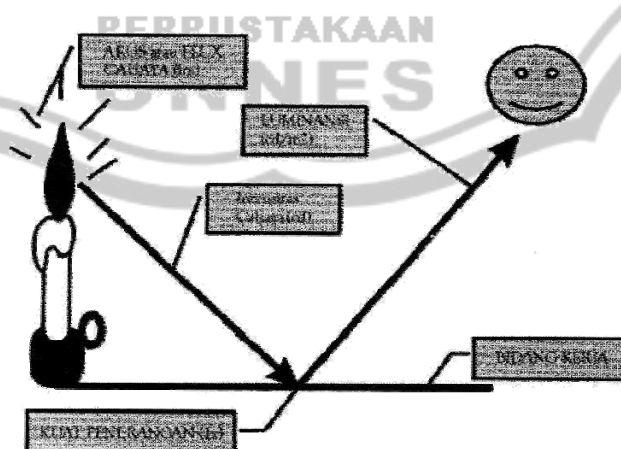 PERPUSTAKAAN
UNNES
ARUS atau FLUX
CAHAYA (lm)
LUMINANSI
(cd/m2)
Intensitas
Cahaya (cd)
BIDANG KERJA
KUAT PENERANGAN (E)